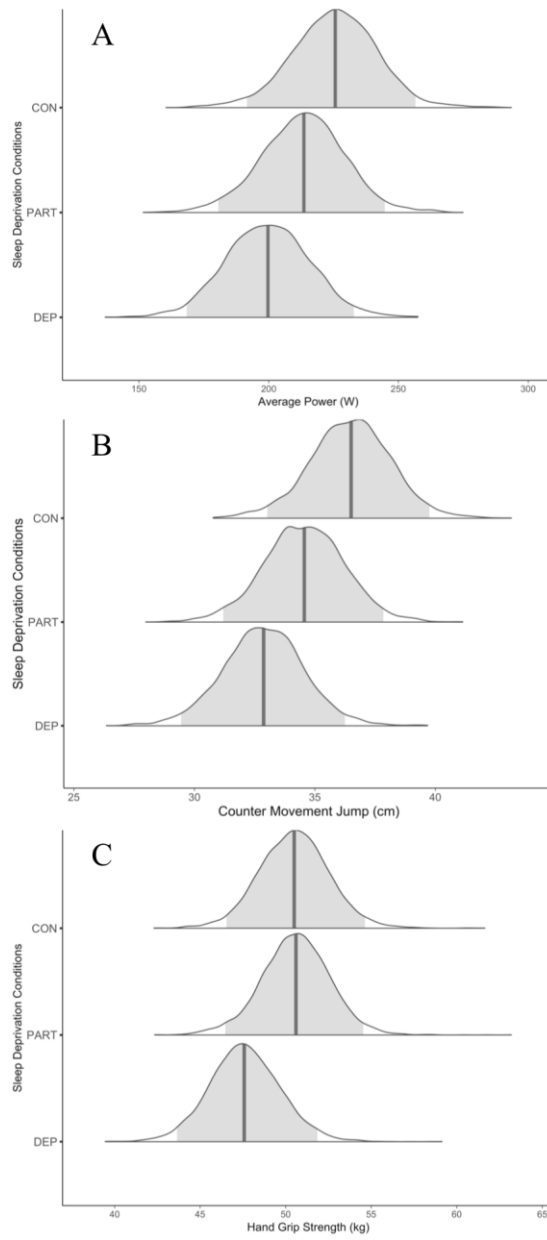 A
Sleep Deprivation Conditions
CON
PART
DEP
150
200
250
300
Average Power (W)
B
Sleep Deprivation Conditions
CON
PART
DEP
25
30
35
40
Counter Movement Jump (cm)
C
Sleep Deprivation Conditions
CON
PART
DEP
40
45
50
55
60
65
Hand Grip Strength (kg)